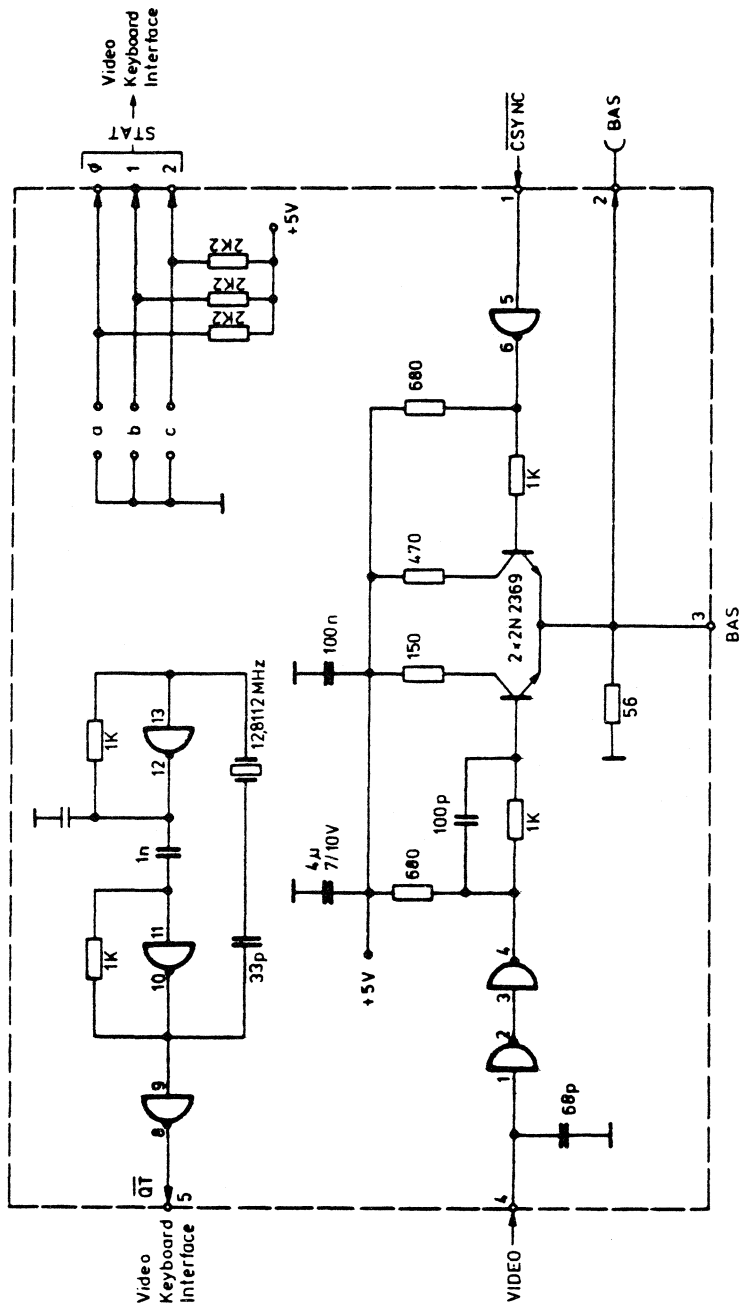 Video
Keyboard
Interface
QT
5
8
9
1K
10
11
1n
12
13
1K
33p
12,8112 MHz
a
b
c
2K2
2K2
2K2
+5V
STAT
φ
1
2
Video
Keyboard
Interface
4µ
7/10V
100n
+5V
680
150
470
680
100p
VIDEO
4
1
2
3
4
1K
2x2N 2369
1K
6
5
1
CSYNC
68p
56
2
BAS
3
BAS